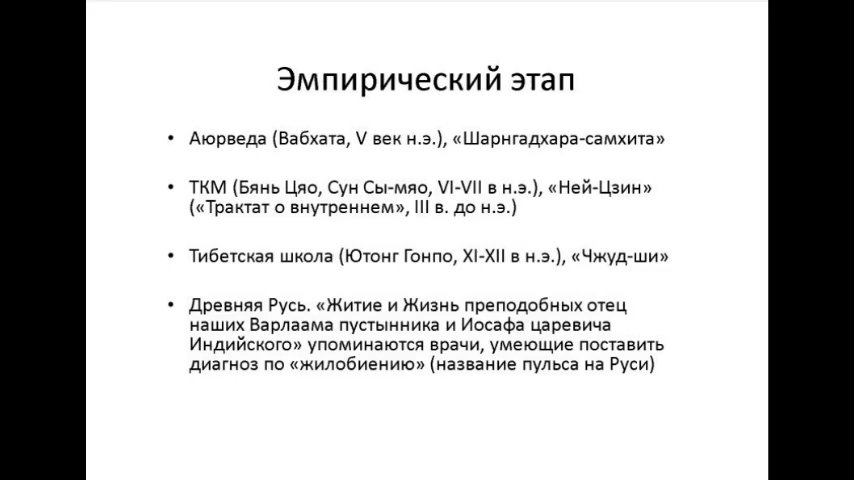 Эмпирический этап
• Аюрведа (Вабхата, V век н.э.), «Шарнгадхара-самхита»
• ТКМ (Бянь Цяо, Сун Сы-мяо, VI-VII в н.э.), «Ней-Цзин»
(«Трактат о внутреннем», III в. до н.э.)
• Тибетская школа (Ютонг Гонпо, XI-XII в н.э.), «Чжуд-ши»
• Древняя Русь. «Житие и Жизнь преподобных отец
наших Варлаама пустынника и Иосафа царевича
Индийского» упоминаются врачи, умеющие поставить
диагноз по «жилобиению» (название пульса на Руси)